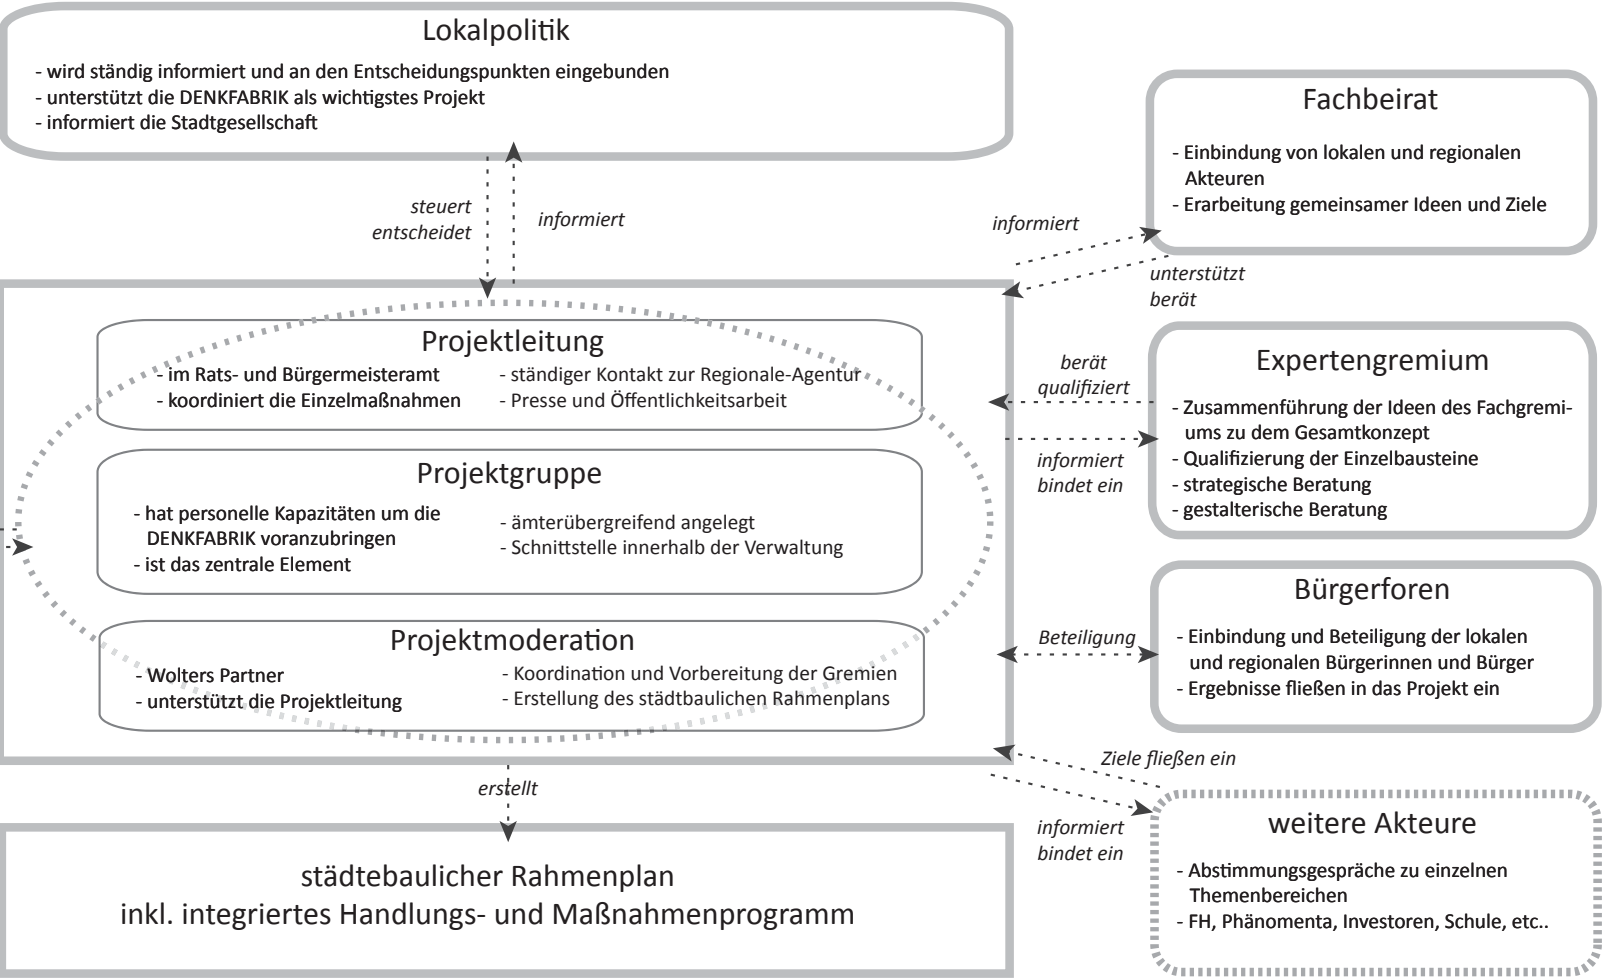 Lokalpolitik
- wird ständig informiert und an den Entscheidungspunkten eingebunden
- unterstützt die DENKFABRIK als wichtigstes Projekt
- informiert die Stadtgesellschaft
steuert
entscheidet
informiert
Fachbeirat
- Einbindung von lokalen und regionalen
Akteuren
- Erarbeitung gemeinsamer Ideen und Ziele
informiert
unterstützt
berät
Projektleitung
- im Rats- und Bürgermeisteramt
- koordiniert die Einzelmaßnahmen
- ständiger Kontakt zur Regionale-Agentur
- Presse und Öffentlichkeitsarbeit
berät
qualifiziert
informiert
bindet ein
Expertengremium
- Zusammenführung der Ideen des Fachgremi-
ums zu dem Gesamtkonzept
- Qualifizierung der Einzelbausteine
- strategische Beratung
- gestalterische Beratung
Projektgruppe
- hat personelle Kapazitäten um die
DENKFABRIK voranzubringen
- ist das zentrale Element
- ämterübergreifend angelegt
- Schnittstelle innerhalb der Verwaltung
Projektmoderation
- Wolters Partner
- unterstützt die Projektleitung
- Koordination und Vorbereitung der Gremien
- Erstellung des städtbaulichen Rahmenplans
Beteiligung
Bürgerforen
- Einbindung und Beteiligung der lokalen
und regionalen Bürgerinnen und Bürger
- Ergebnisse fließen in das Projekt ein
erstellt
Ziele fließen ein
informiert
bindet ein
weitere Akteure
- Abstimmungsgespräche zu einzelnen
Themenbereichen
- FH, Phänomenta, Investoren, Schule, etc..
städtebaulicher Rahmenplan
inkl. integriertes Handlungs- und Maßnahmenprogramm